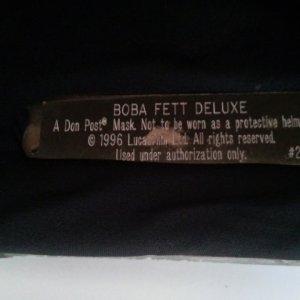 BOBA FETT DELUXE
A Don Post® Mask. Not to be worn as a protective
© 1996 Lucasfilm Ltd. All rights reserved.
Used under authorization only. #2